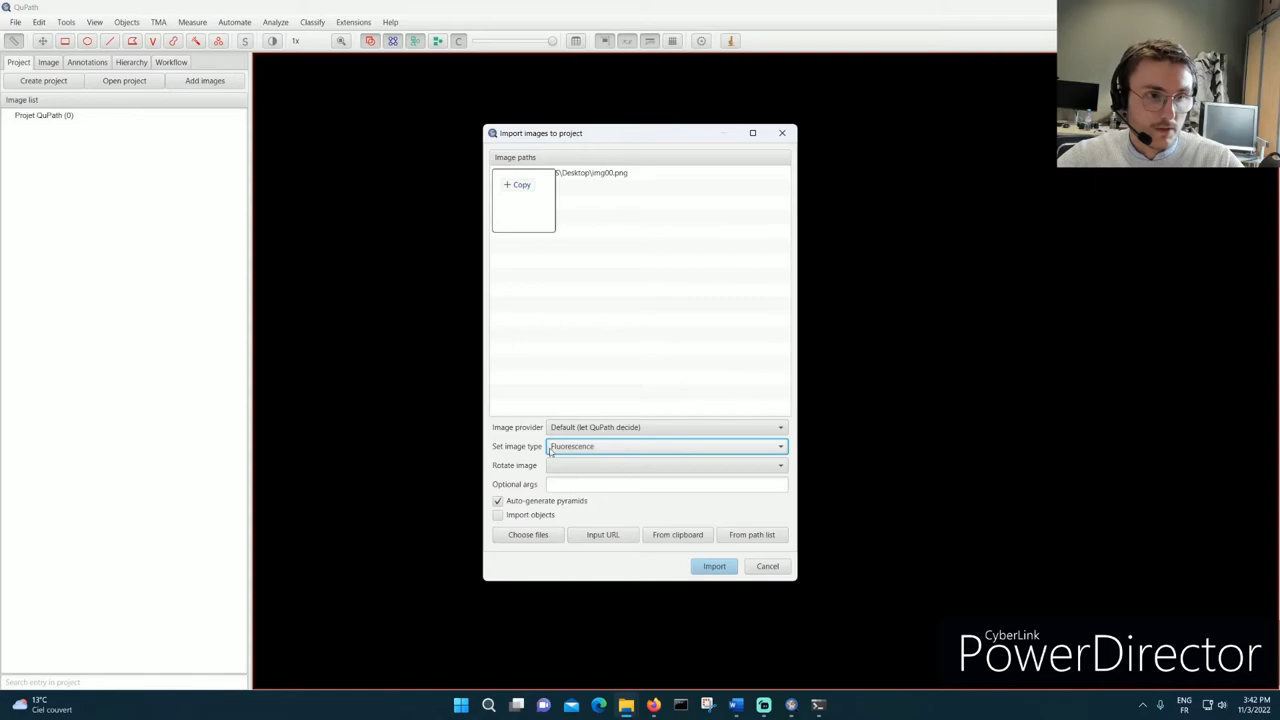 QuPath
File Edit Tools View Objects TMA Measure Automate Analyze Classify Extensions Help
S 1x C
Project Image Annotations Hierarchy Workflow
Create project Open project Add images
Image list
Projet QuPath (0)
Import images to project
Image paths
S\Desktop\img00.png
+ Copy
Image provider Default (let QuPath decide)
Set image type Fluorescence
Rotate image
Optional args
Auto-generate pyramids
Import objects
Choose files Input URL From clipboard From path list
Import Cancel
CyberLink
PowerDirector
Search entry in project
13°C
Ciel couvert
ENG
FR
3:42 PM
11/3/2022